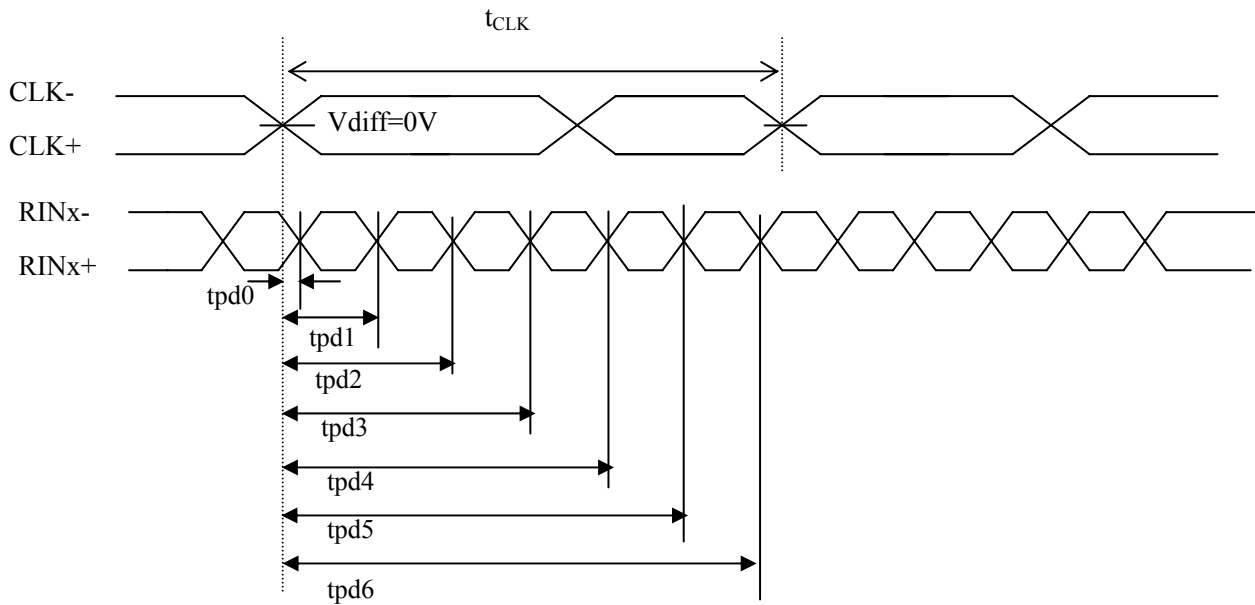 tCLK
CLK-
Vdiff=0V
CLK+
RINx-
RINx+
tpd0
tpd1
tpd2
tpd3
tpd4
tpd5
tpd6